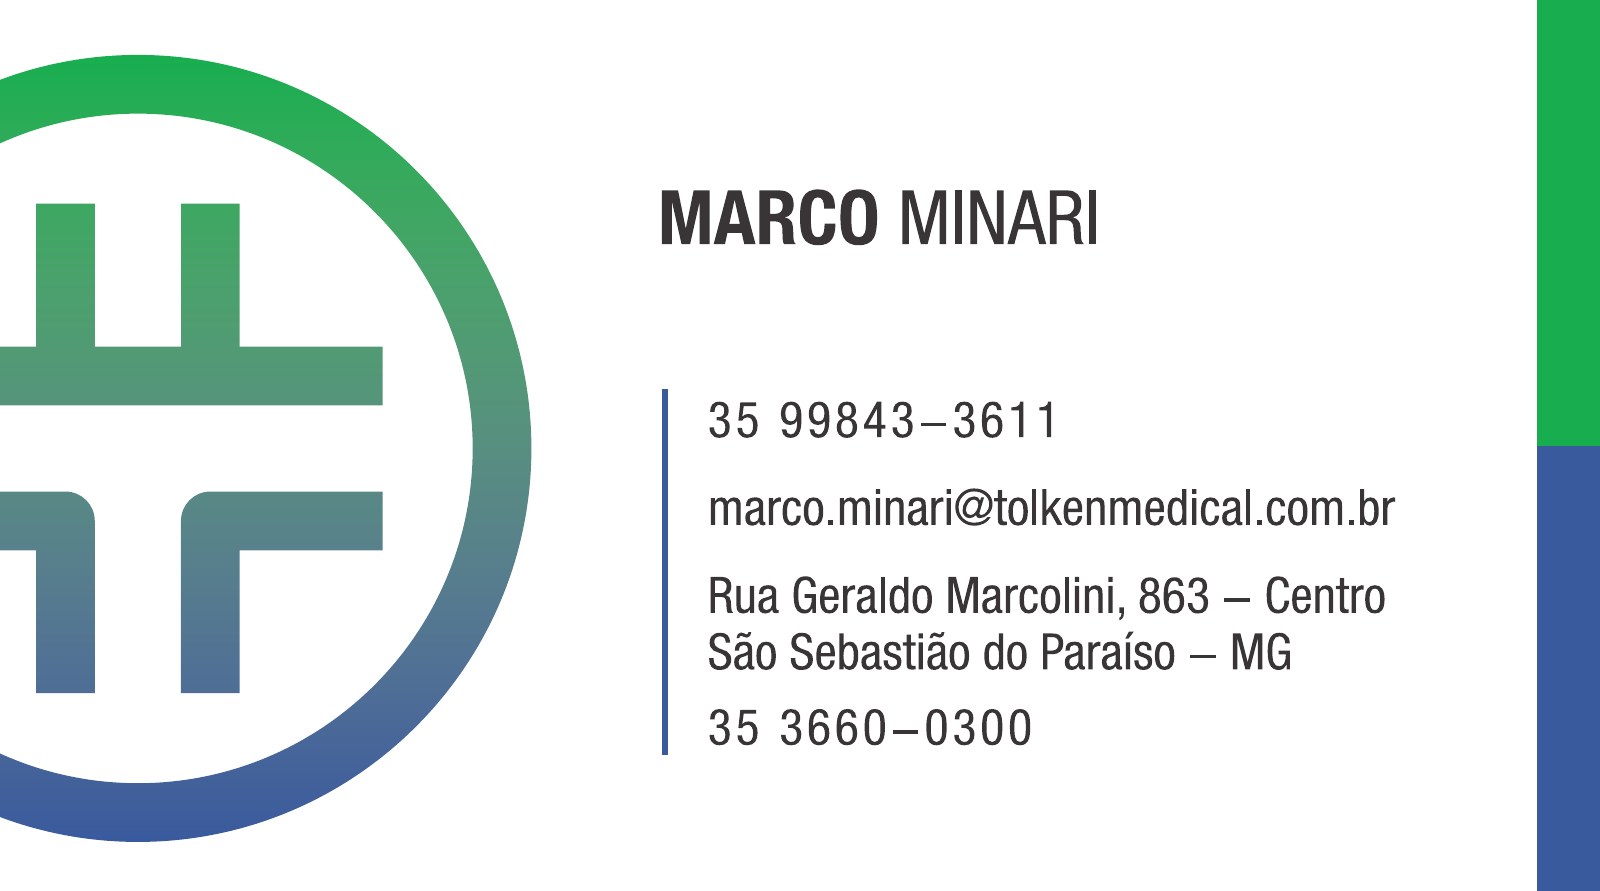 MARCO MINARI
35 99843–3611
marco.minari@tolkenmedical.com.br
Rua Geraldo Marcolini, 863 – Centro
São Sebastião do Paraíso – MG
35 3660–0300